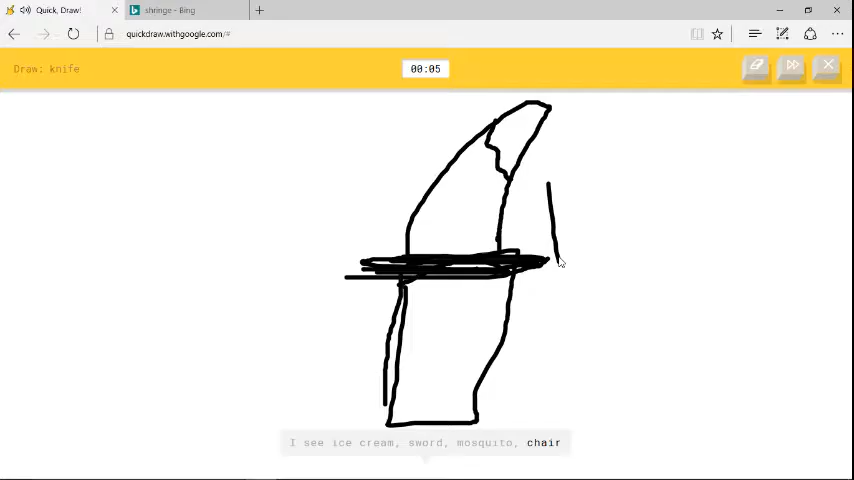 Quick, Draw!
shringe - Bing
quickdraw.withgoogle.com/#
Draw: knife
00:05
I see ice cream, sword, mosquito, chair